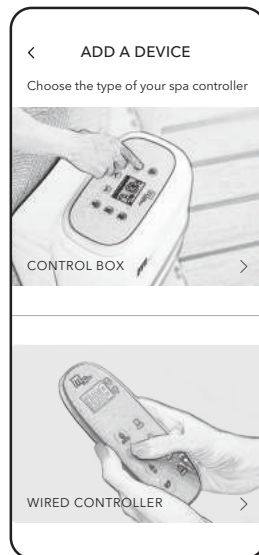 ADD A DEVICE
Choose the type of your spa controller
CONTROL BOX
WIRED CONTROLLER